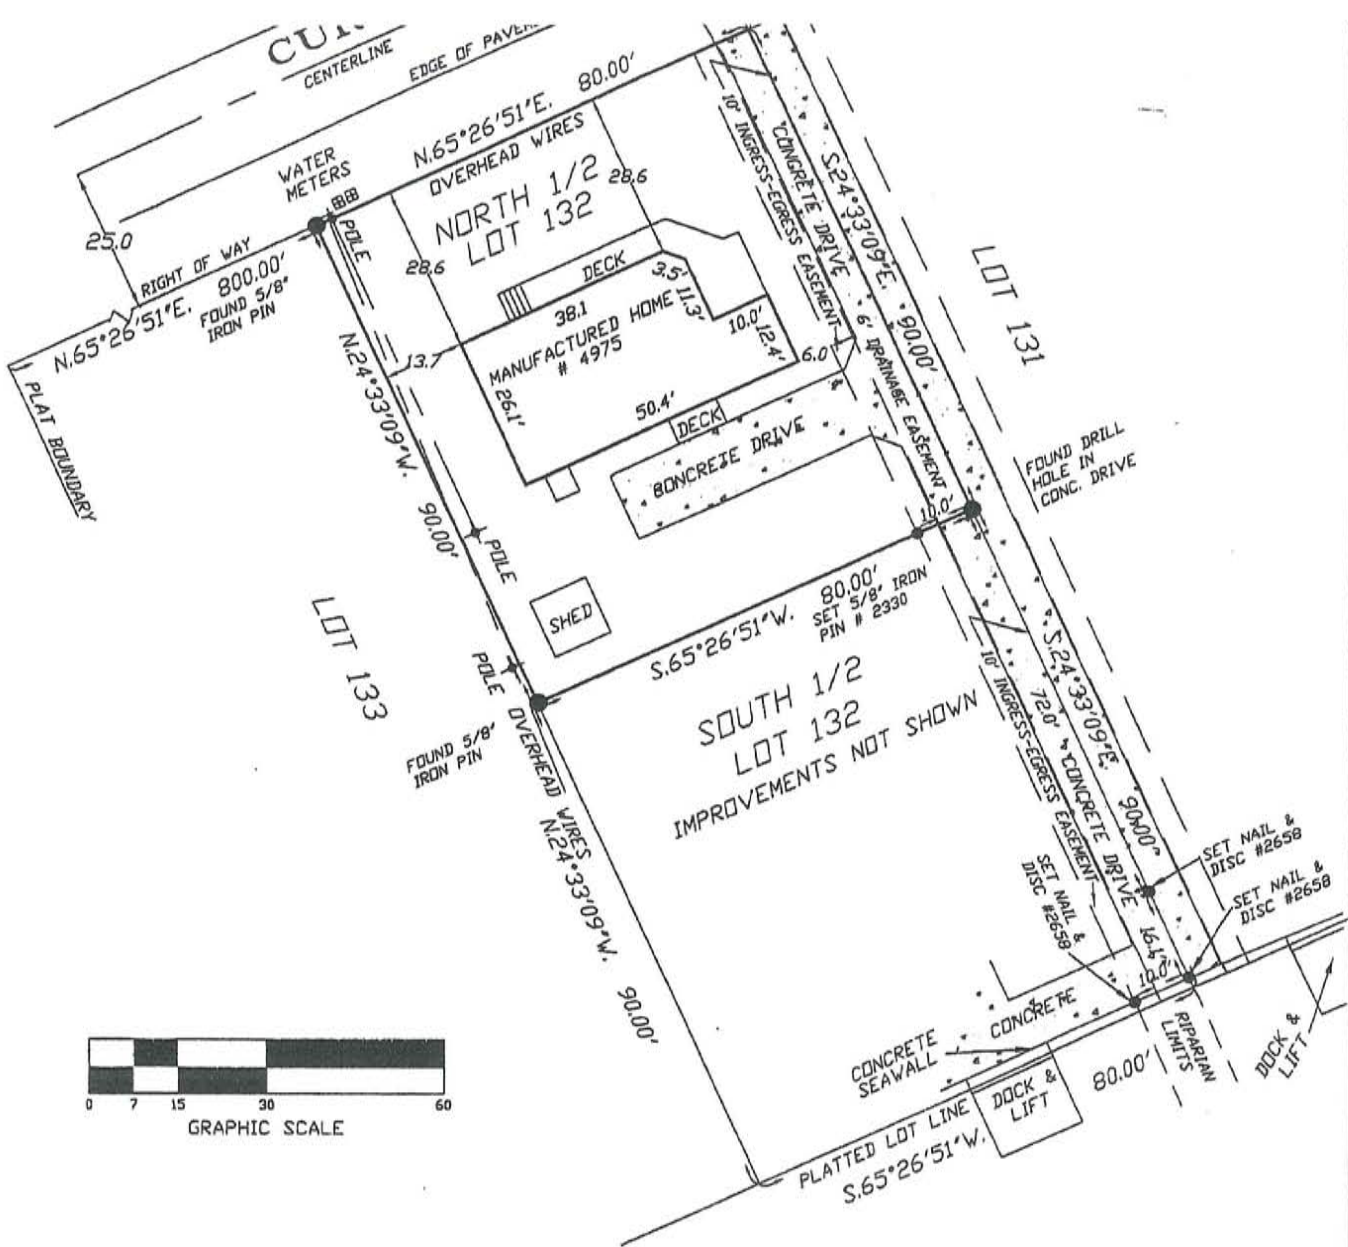 CUR
CENTERLINE
EDGE OF PAVEM
N.65°26'51"E. 80.00'
OVERHEAD WIRES
WATER
METERS
POLE
25.0
RIGHT OF WAY
N.65°26'51"E. 800.00'
FOUND 5/8"
IRON PIN
PLAT BOUNDARY
NORTH 1/2
LOT 132
28.6
28.6
10' INGRESS-EGRESS EASEMENT
CONCRETE DRIVE
S.24°33'09"E. 90.00'
6' DRAINAGE EASEMENT
LOT 131
DECK
38.1
3.5'
11.3'
10.0'
12.4'
6.0'
13.7
MANUFACTURED HOME
# 4975
26.1'
50.4'
DECK
CONCRETE DRIVE
N.24°33'09"W. 90.00'
POLE
FOUND DRILL
HOLE IN
CONC. DRIVE
10.0'
SHED
80.00'
S.65°26'51"W.
SET 5/8" IRON
PIN # 2330
LOT 133
POLE
FOUND 5/8"
IRON PIN
OVERHEAD WIRES
N.24°33'09"W. 90.00'
SOUTH 1/2
LOT 132
IMPROVEMENTS NOT SHOWN
10' INGRESS-EGRESS EASEMENT
72.0'
CONCRETE DRIVE
S.24°33'09"E. 90.00'
SET NAIL &
DISC #2658
SET NAIL &
DISC #2658
SET NAIL &
DISC #2658
16.1'
10.0'
CONCRETE
CONCRETE
SEAWALL
DOCK &
LIFT
80.00'
RIPARIAN
LIMITS
DOCK &
LIFT
PLATTED LOT LINE
S.65°26'51"W.
0 7 15 30 60
GRAPHIC SCALE